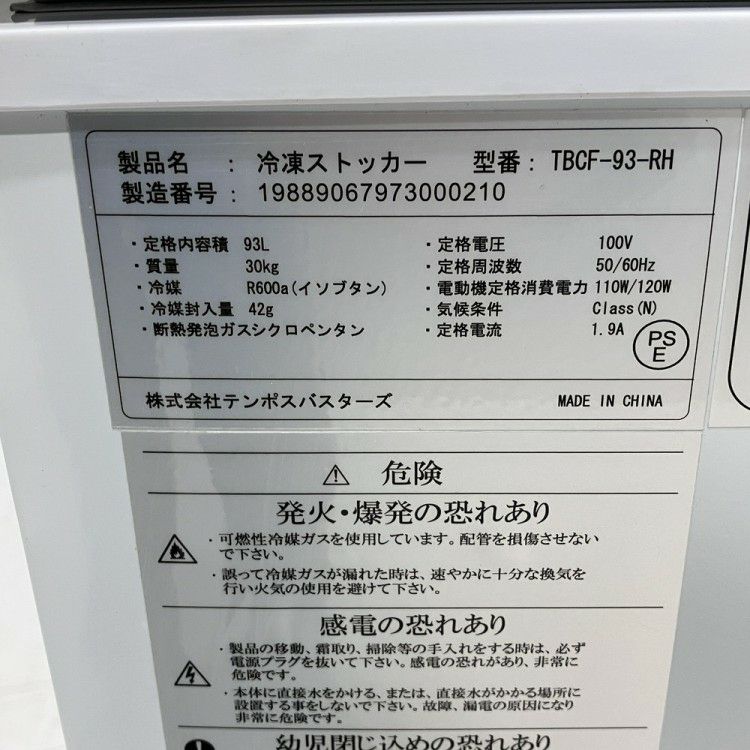 製品名 : 冷凍ストッカー 型番: TBCF-93-RH
製造番号: 19889067973000210
・定格内容積 93L
・質量 30kg
・冷媒 R600a(イソブタン)
・冷媒封入量 42g
・断熱発泡ガスシクロペンタン
・定格電圧 100V
・定格周波数 50/60Hz
・電動機定格消費電力 110W/120W
・気候条件 Class(N)
・定格電流 1.9A
PS
E
株式会社テンポスバスターズ MADE IN CHINA
危険
発火・爆発の恐れあり
・可燃性冷媒ガスを使用しています。配管を損傷させない
で下さい。
・誤って冷媒ガスが漏れた時は、速やかに十分な換気を
行い火気の使用を避けて下さい。
感電の恐れあり
・製品の移動、霜取り、掃除等の手入れをする時は、必ず
電源プラグを抜いて下さい。感電の恐れがあり、非常に
危険です。
・本体に直接水をかける、または、直接水がかかる場所に
設置する事をしないで下さい。故障、漏電の原因になり
非常に危険です。
幼児閉じ込めの恐れあり